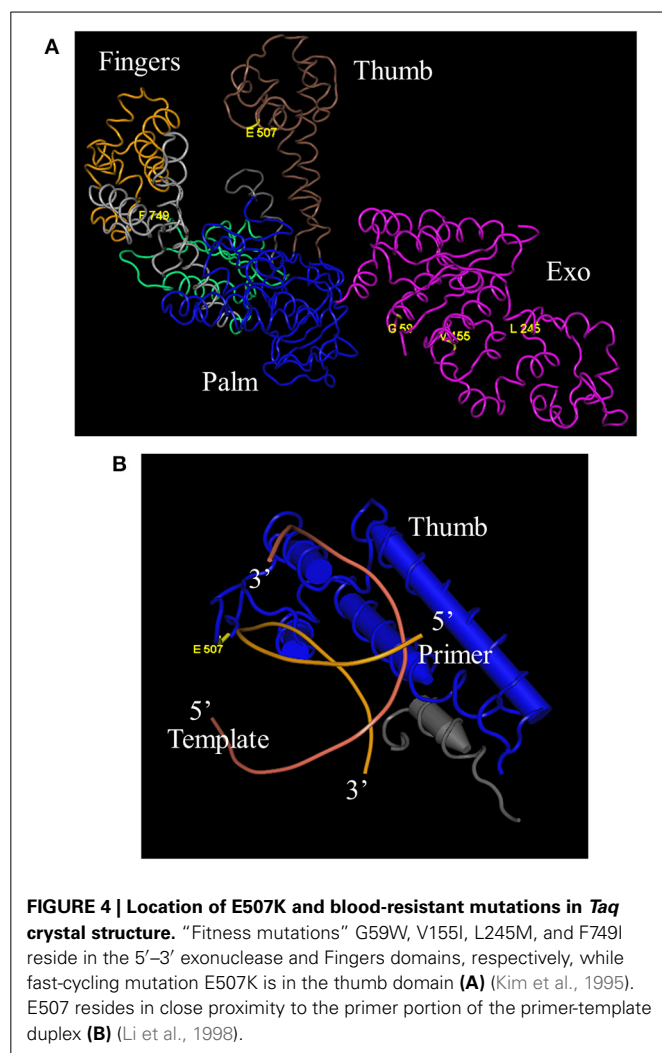 A
Fingers
Thumb
E 507
F 749
Exo
G 59
V 155
L 245
Palm
B
Thumb
3’
5’
E 507
Primer
5’
Template
3’
FIGURE 4 | Location of E507K and blood-resistant mutations in Taq
crystal structure. “Fitness mutations” G59W, V155I, L245M, and F749I
reside in the 5′–3′ exonuclease and Fingers domains, respectively, while
fast-cycling mutation E507K is in the thumb domain (A) (Kim et al., 1995).
E507 resides in close proximity to the primer portion of the primer-template
duplex (B) (Li et al., 1998).